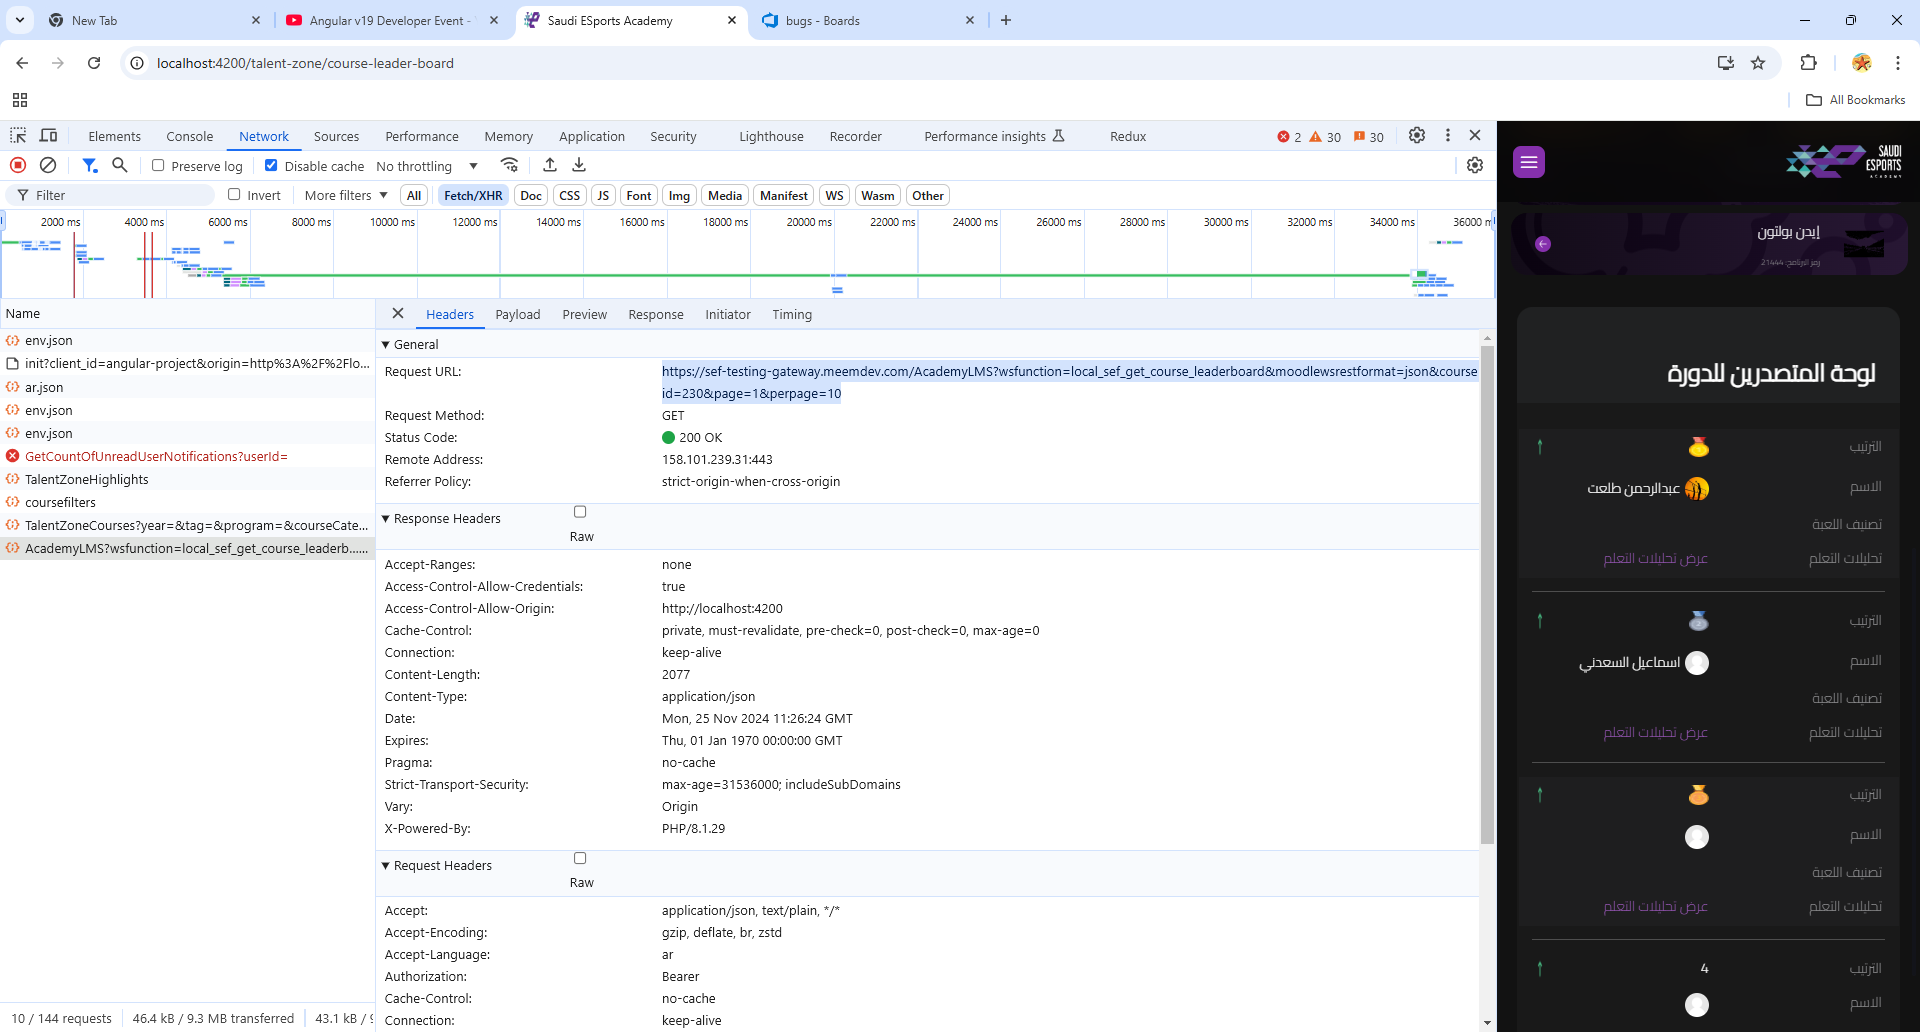 New Tab
Angular v19 Developer Event -
Saudi ESports Academy
bugs - Boards
localhost:4200/talent-zone/course-leader-board
All Bookmarks
Elements
Console
Network
Sources
Performance
Memory
Application
Security
Lighthouse
Recorder
Performance insights
Redux
2
30
30
Preserve log
Disable cache
No throttling
Filter
Invert
More filters
All
Fetch/XHR
Doc
CSS
JS
Font
Img
Media
Manifest
WS
Wasm
Other
2000 ms
4000 ms
6000 ms
8000 ms
10000 ms
12000 ms
14000 ms
16000 ms
18000 ms
20000 ms
22000 ms
24000 ms
26000 ms
28000 ms
30000 ms
32000 ms
34000 ms
36000 m
Name
env.json
init?client_id=angular-project&origin=http%3A%2F%2Flo...
ar.json
env.json
env.json
GetCountOfUnreadUserNotifications?userId=
TalentZoneHighlights
coursefilters
TalentZoneCourses?year=&tag=&program=&courseCate...
AcademyLMS?wsfunction=local_sef_get_course_leaderb......
10 / 144 requests
46.4 kB / 9.3 MB transferred
43.1 kB /
Headers
Payload
Preview
Response
Initiator
Timing
General
Request URL:
https://sef-testing-gateway.meemdev.com/AcademyLMS?wsfunction=local_sef_get_course_leaderboard&moodlewsrestformat=json&course
id=230&page=1&perpage=10
Request Method:
GET
Status Code:
200 OK
Remote Address:
158.101.239.31:443
Referrer Policy:
strict-origin-when-cross-origin
Response Headers
Raw
Accept-Ranges:
none
Access-Control-Allow-Credentials:
true
Access-Control-Allow-Origin:
http://localhost:4200
Cache-Control:
private, must-revalidate, pre-check=0, post-check=0, max-age=0
Connection:
keep-alive
Content-Length:
2077
Content-Type:
application/json
Date:
Mon, 25 Nov 2024 11:26:24 GMT
Expires:
Thu, 01 Jan 1970 00:00:00 GMT
Pragma:
no-cache
Strict-Transport-Security:
max-age=31536000; includeSubDomains
Vary:
Origin
X-Powered-By:
PHP/8.1.29
Request Headers
Raw
Accept:
application/json, text/plain, */*
Accept-Encoding:
gzip, deflate, br, zstd
Accept-Language:
ar
Authorization:
Bearer
Cache-Control:
no-cache
Connection:
keep-alive
SAUDI
ESPORTS
ACADEMY
إيدن بولتون
رمز البرنامج: 21444
لوحة المتصدرين للدورة
الترتيب
الاسم
عبدالرحمن طلعت
تصنيف اللعبة
تحليلات التعلم
عرض تحليلات التعلم
الترتيب
الاسم
اسماعيل السعدني
تصنيف اللعبة
تحليلات التعلم
عرض تحليلات التعلم
الترتيب
الاسم
تصنيف اللعبة
تحليلات التعلم
عرض تحليلات التعلم
الترتيب
4
الاسم